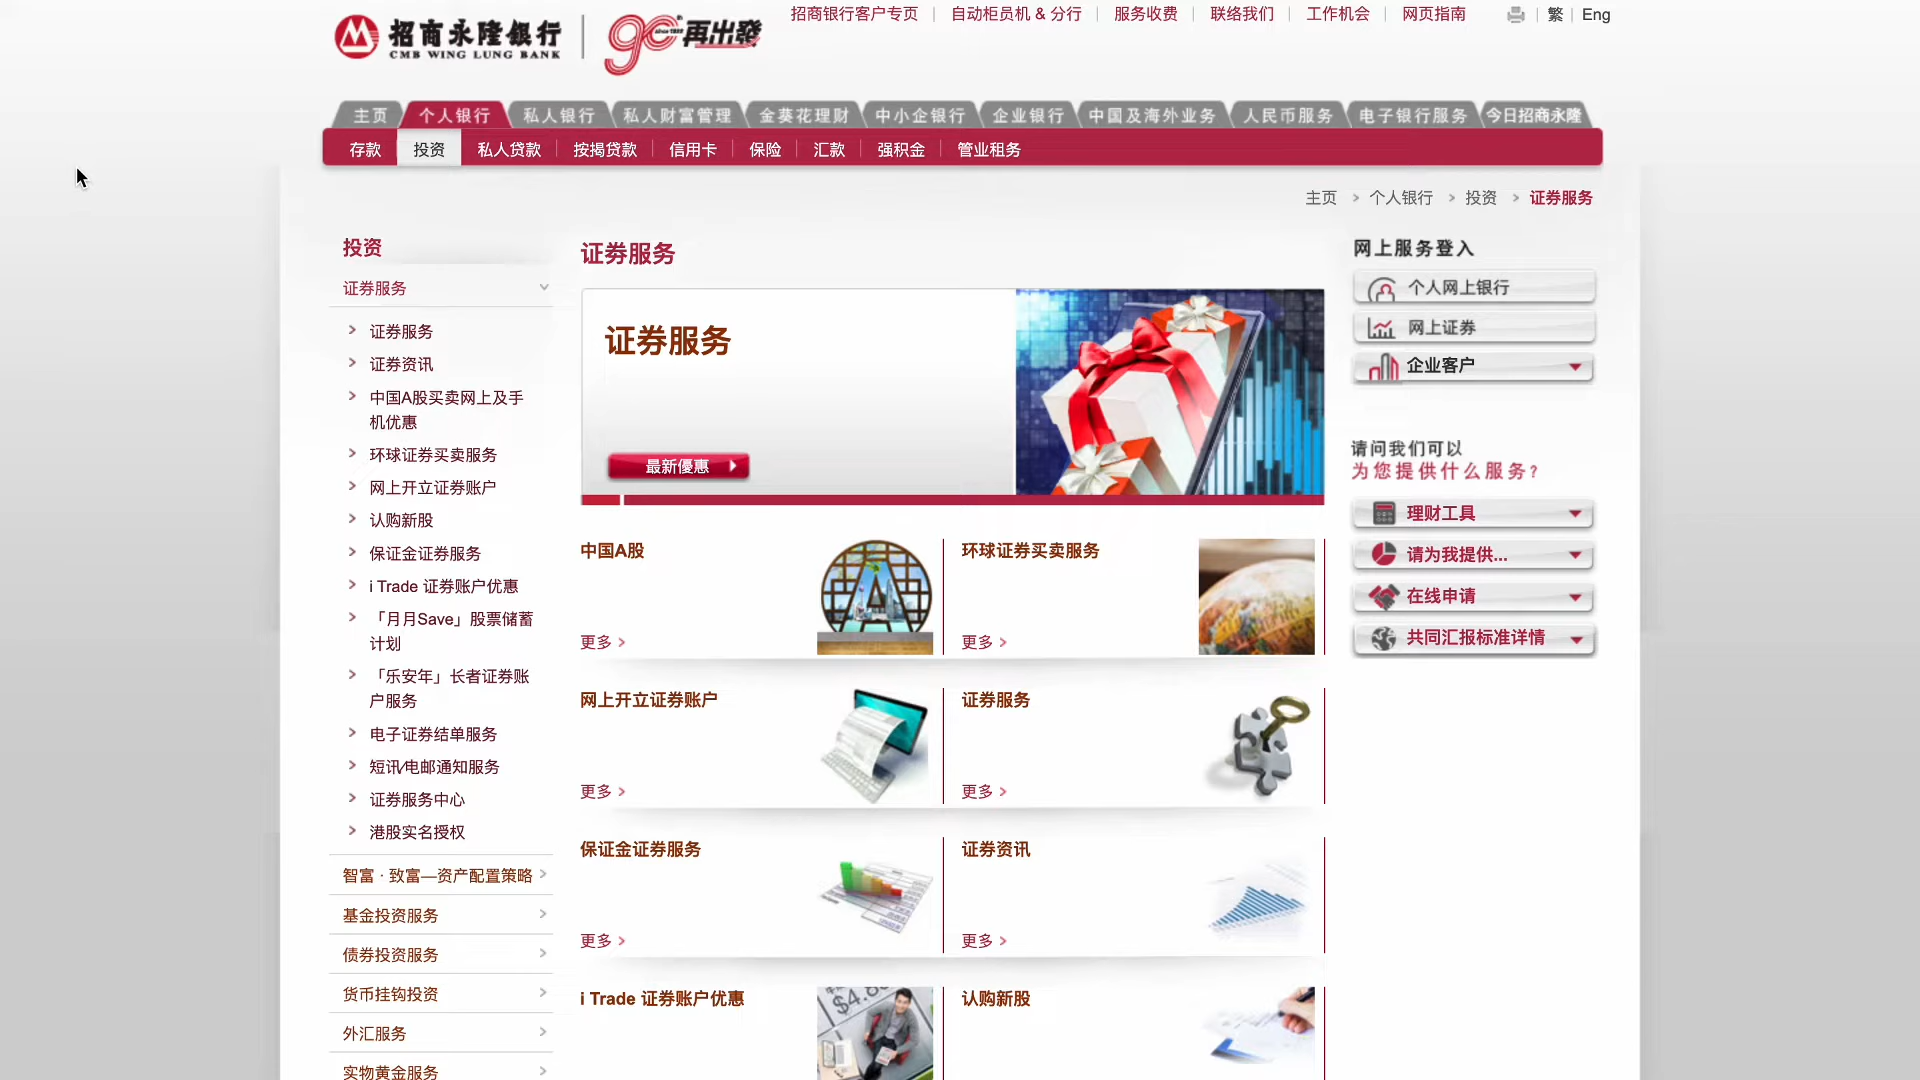 招商永隆银行
CMB WING LUNG BANK
再出發
招商银行客户专页
自动柜员机 & 分行
服务收费
联络我们
工作机会
网页指南
繁
Eng
主页
个人银行
私人银行
私人财富管理
金葵花理财
中小企银行
企业银行
中国及海外业务
人民币服务
电子银行服务
今日招商永隆
存款
投资
私人贷款
按揭贷款
信用卡
保险
汇款
强积金
管业租务
主页 > 个人银行 > 投资 > 证券服务
投资
证券服务
证券服务
证券资讯
中国A股买卖网上及手
机优惠
环球证券买卖服务
网上开立证券账户
认购新股
保证金证券服务
i Trade 证券账户优惠
「月月Save」股票储蓄
计划
「乐安年」长者证券账
户服务
电子证券结单服务
短讯/电邮通知服务
证券服务中心
港股实名授权
智富 · 致富—资产配置策略
基金投资服务
债券投资服务
货币挂钩投资
外汇服务
实物黄金服务
证劵服务
证券服务
最新優惠
中国A股
更多
环球证券买卖服务
更多
网上开立证券账户
更多
证券服务
更多
保证金证券服务
更多
证券资讯
更多
i Trade 证券账户优惠
认购新股
网上服务登入
个人网上银行
网上证券
企业客户
请问我们可以
为您提供什么服务?
理财工具
请为我提供...
在线申请
共同汇报标准详情